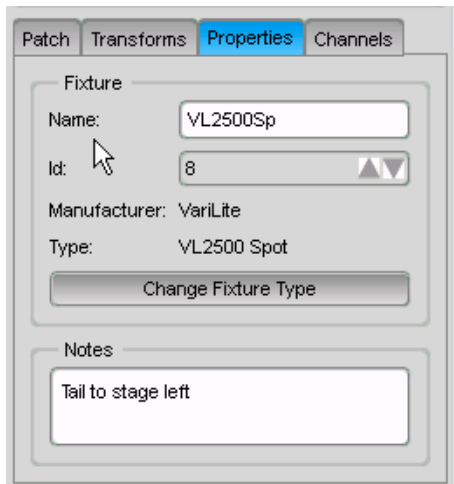 Patch Transforms Properties Channels
Fixture
Name: VL2500Sp
Id: 8
Manufacturer: VariLite
Type: VL2500 Spot
Change Fixture Type
Notes
Tail to stage left